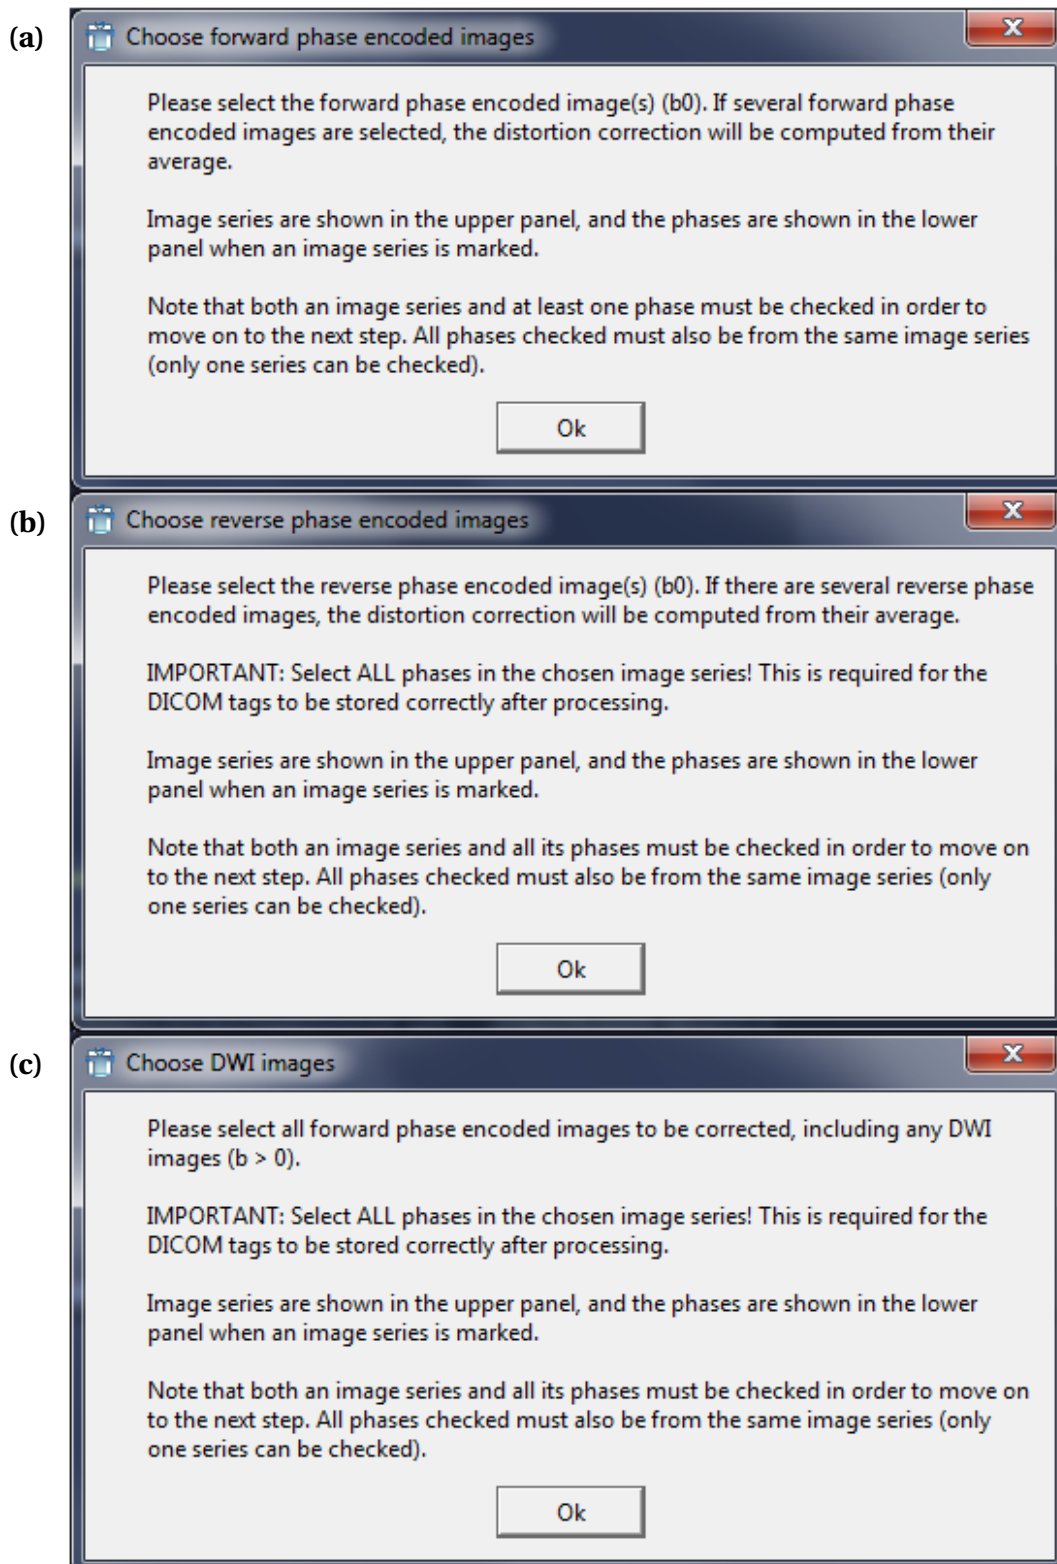 (a)
Choose forward phase encoded images
Please select the forward phase encoded image(s) (b0). If several forward phase
encoded images are selected, the distortion correction will be computed from their
average.
Image series are shown in the upper panel, and the phases are shown in the lower
panel when an image series is marked.
Note that both an image series and at least one phase must be checked in order to
move on to the next step. All phases checked must also be from the same image series
(only one series can be checked).
Ok
(b)
Choose reverse phase encoded images
Please select the reverse phase encoded image(s) (b0). If there are several reverse phase
encoded images, the distortion correction will be computed from their average.
IMPORTANT: Select ALL phases in the chosen image series! This is required for the
DICOM tags to be stored correctly after processing.
Image series are shown in the upper panel, and the phases are shown in the lower
panel when an image series is marked.
Note that both an image series and all its phases must be checked in order to move on
to the next step. All phases checked must also be from the same image series (only
one series can be checked).
Ok
(c)
Choose DWI images
Please select all forward phase encoded images to be corrected, including any DWI
images (b > 0).
IMPORTANT: Select ALL phases in the chosen image series! This is required for the
DICOM tags to be stored correctly after processing.
Image series are shown in the upper panel, and the phases are shown in the lower
panel when an image series is marked.
Note that both an image series and all its phases must be checked in order to move on
to the next step. All phases checked must also be from the same image series (only
one series can be checked).
Ok